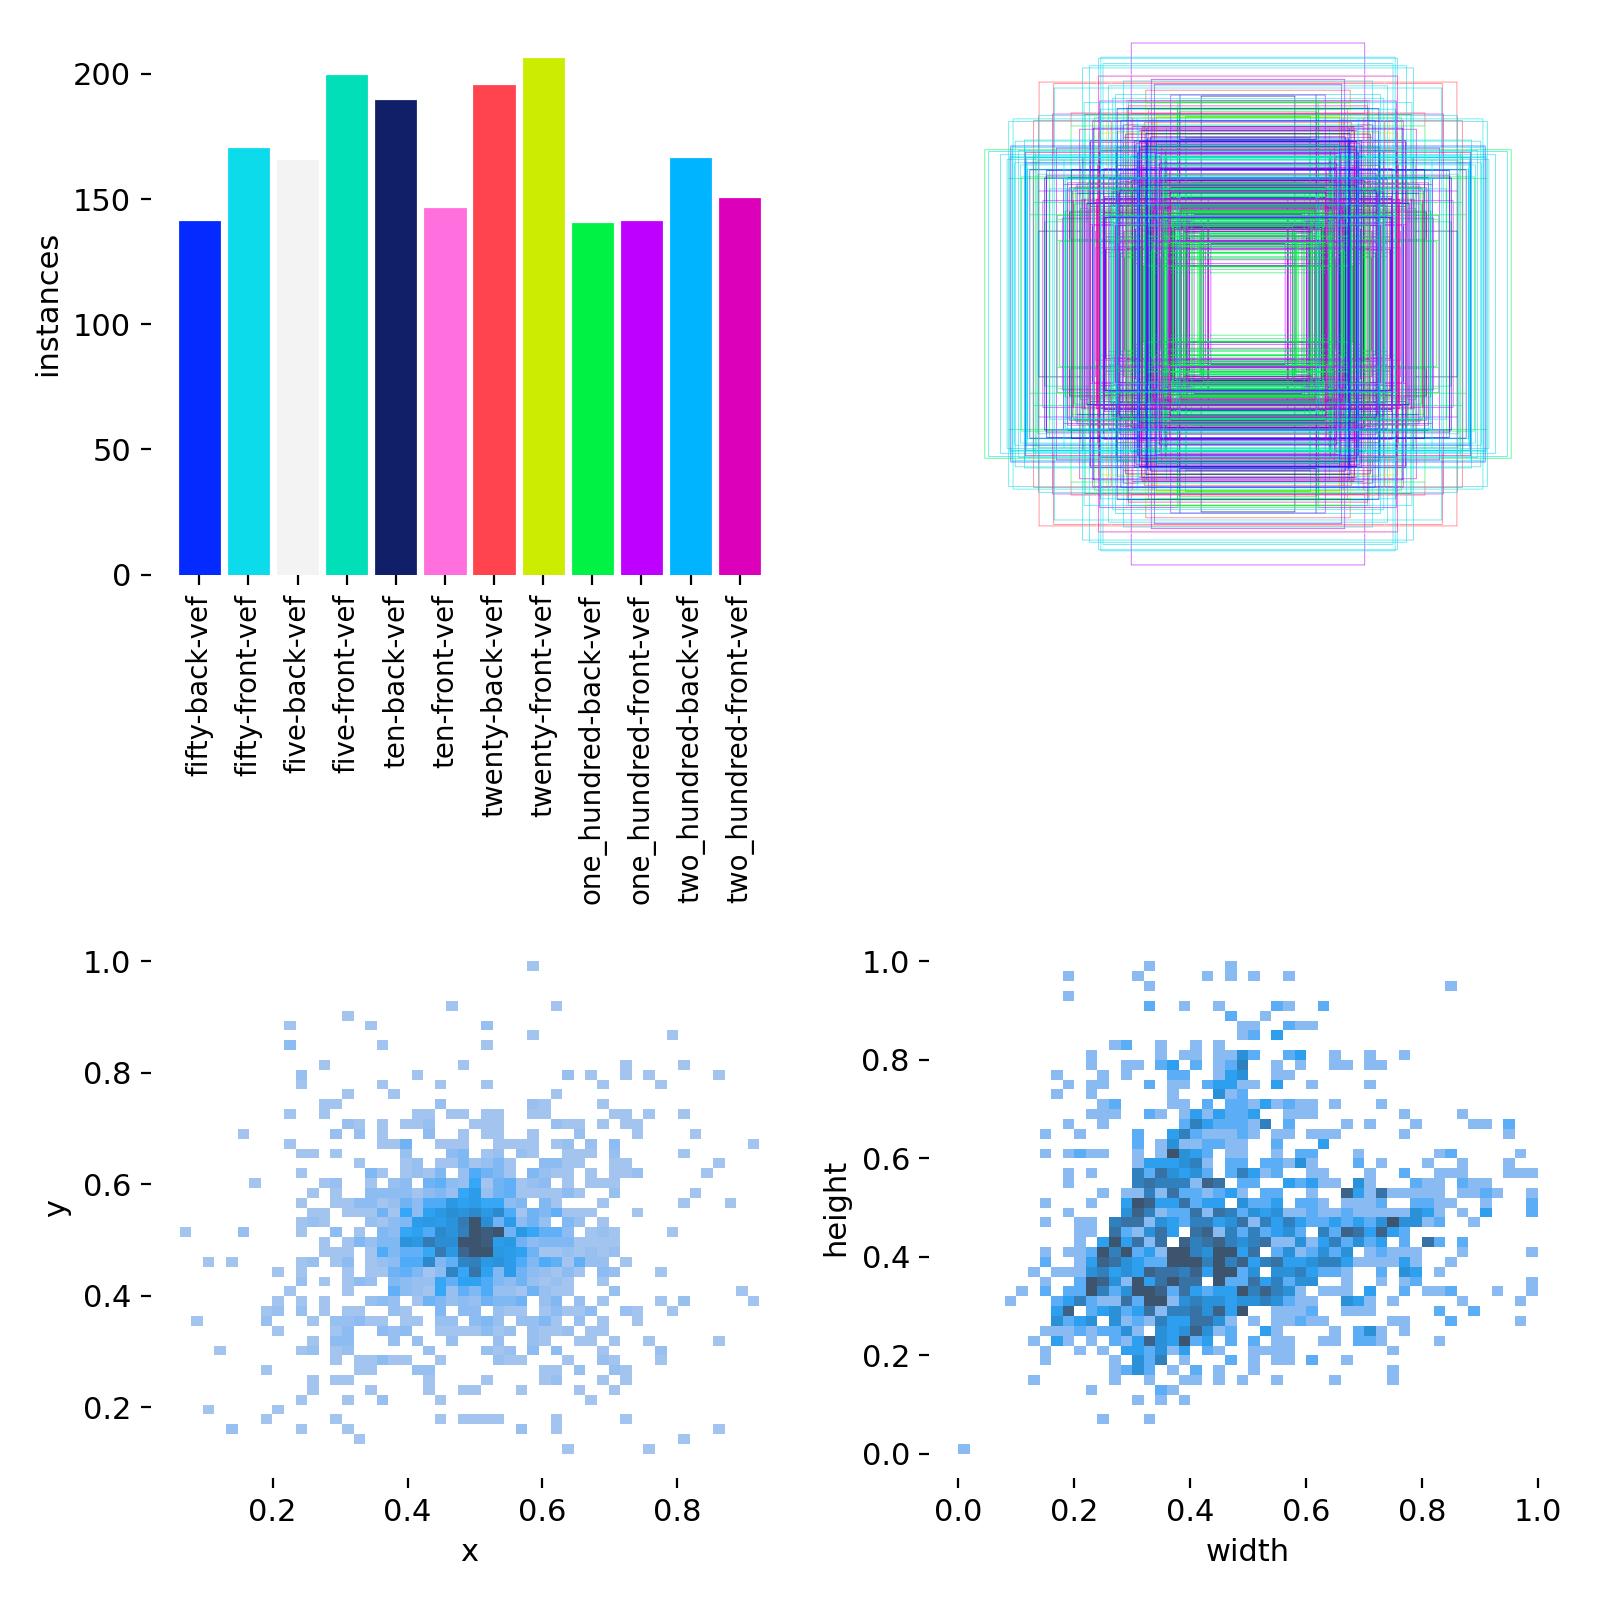 instances
200
150
100
50
0
fifty-back-vef
fifty-front-vef
five-back-vef
five-front-vef
ten-back-vef
ten-front-vef
twenty-back-vef
twenty-front-vef
one_hundred-back-vef
one_hundred-front-vef
two_hundred-back-vef
two_hundred-front-vef
y
1.0
0.8
0.6
0.4
0.2
0.2 0.4 0.6 0.8
x
height
1.0
0.8
0.6
0.4
0.2
0.0
0.0 0.2 0.4 0.6 0.8 1.0
width